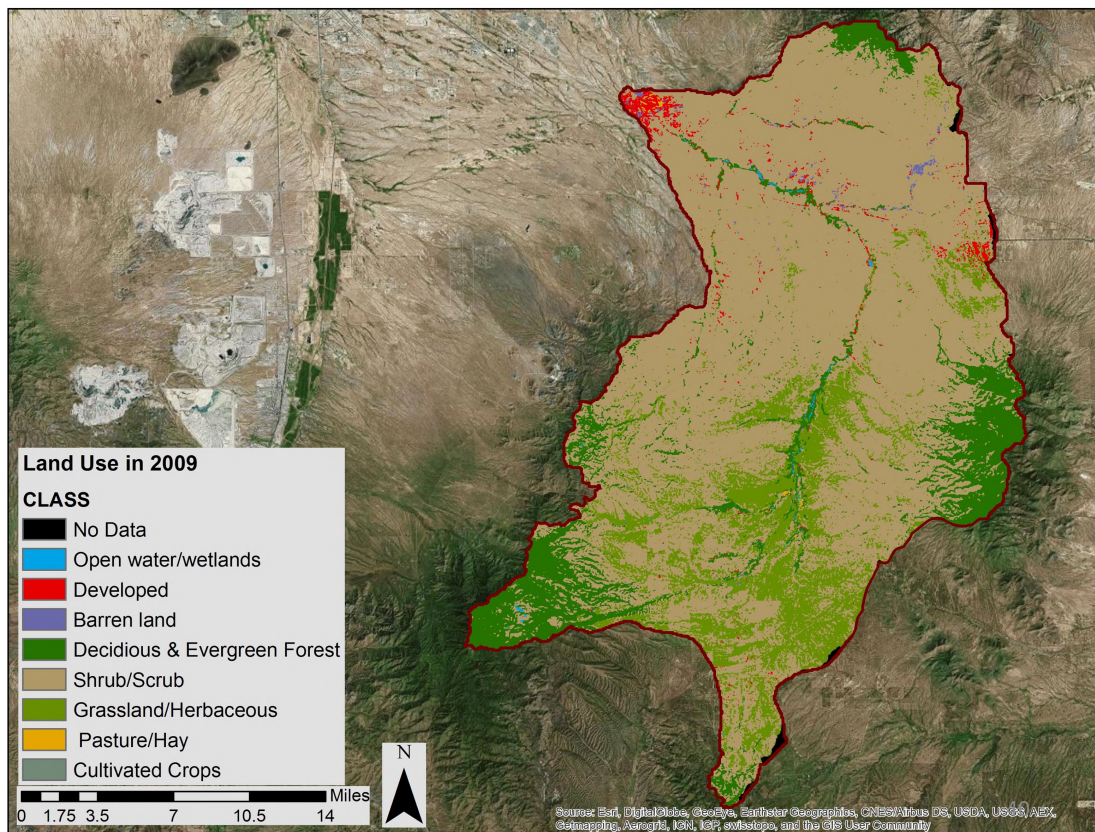 Land Use in 2009
CLASS
No Data
Open water/wetlands
Developed
Barren land
Decidious & Evergreen Forest
Shrub/Scrub
Grassland/Herbaceous
Pasture/Hay
Cultivated Crops
Miles
0 1.75 3.5 7 10.5 14
N
Source: Esri, DigitalGlobe, GeoEye, Earthstar Geographics, CNES/Airbus DS, USDA, USGS, AEX,
Getmapping, Aerogrid, IGN, IGP, swisstopo, and the GIS User Community